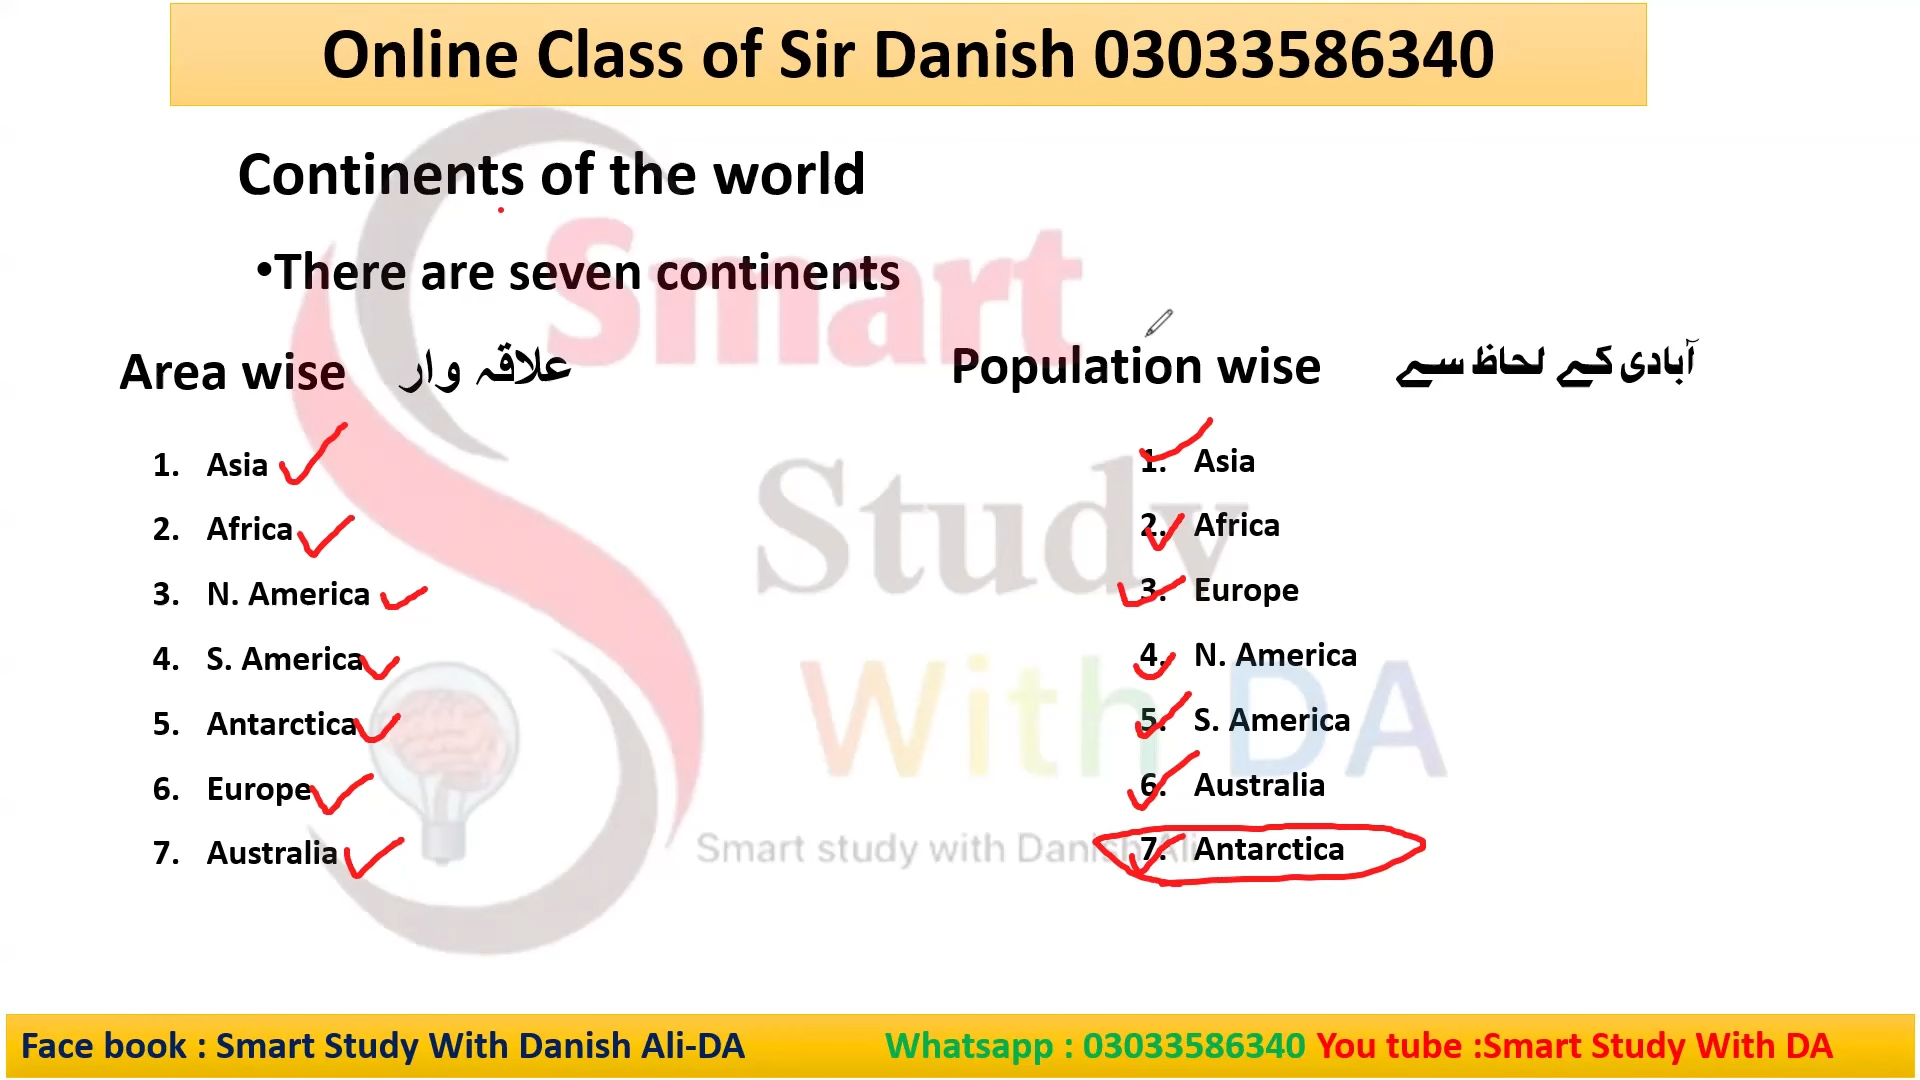 Online Class of Sir Danish 03033586340
Continents of the world
•There are seven continents
Area wise علاقہ وار
1. Asia
2. Africa
3. N. America
4. S. America
5. Antarctica
6. Europe
7. Australia
Population wise آبادی کے لحاظ سے
1. Asia
2. Africa
3. Europe
4. N. America
5. S. America
6. Australia
7. Antarctica
Smart
Study
With DA
Smart study with Danish Ali
Face book : Smart Study With Danish Ali-DA Whatsapp : 03033586340 You tube :Smart Study With DA